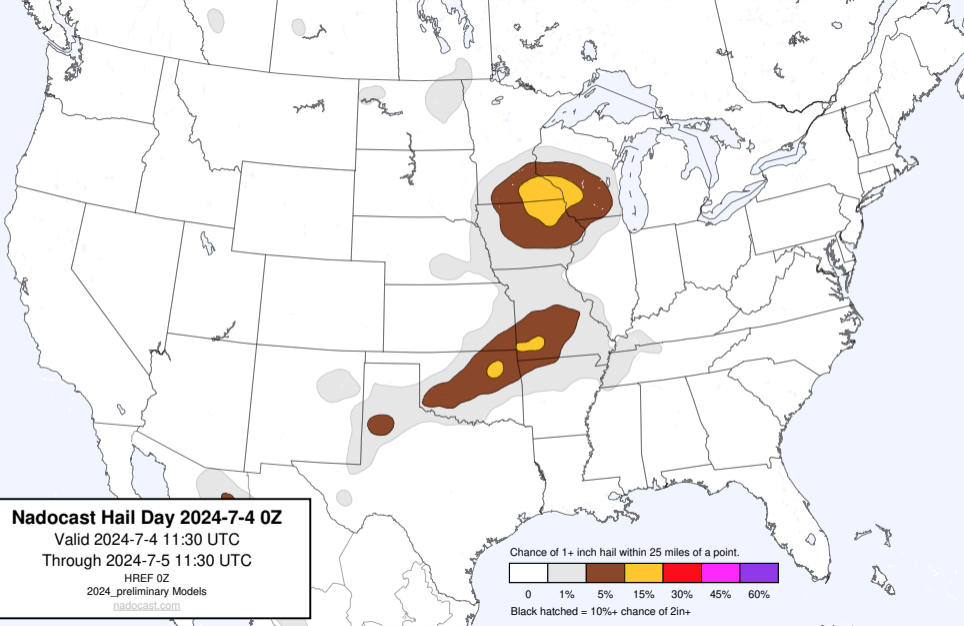 Nadocast Hail Day 2024-7-4 0Z
Valid 2024-7-4 11:30 UTC
Through 2024-7-5 11:30 UTC
HREF 0Z
2024_preliminary Models
nadocast.com
Chance of 1+ inch hail within 25 miles of a point.
0 1% 5% 15% 30% 45% 60%
Black hatched = 10%+ chance of 2in+